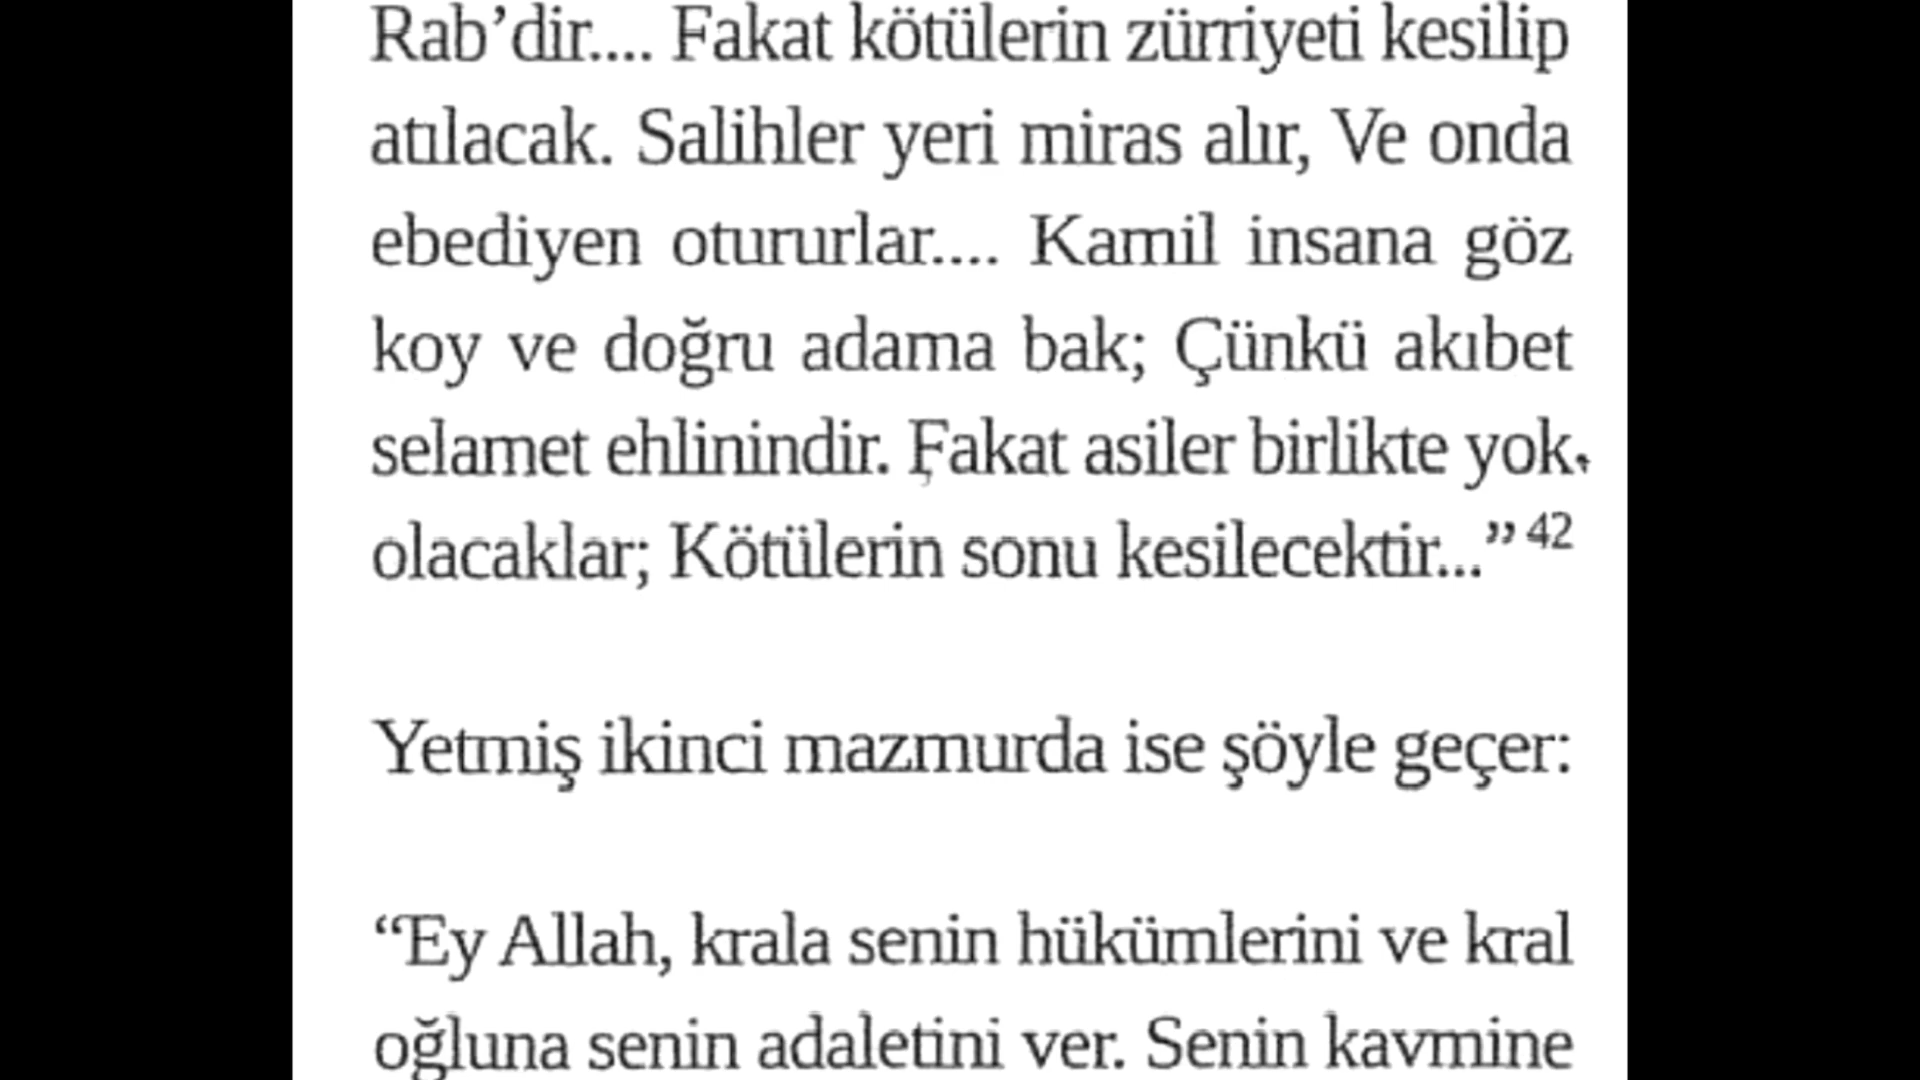 Rab’dir.... Fakat kötülerin zürriyeti kesilip
atılacak. Salihler yeri miras alır, Ve onda
ebediyen otururlar.... Kamil insana göz
koy ve doğru adama bak; Çünkü akıbet
selamet ehlinindir. Fakat asiler birlikte yok
olacaklar; Kötülerin sonu kesilecektir...” 42
Yetmiş ikinci mazmurda ise şöyle geçer:
“Ey Allah, krala senin hükümlerini ve kral
oğluna senin adaletini ver. Senin kavmine